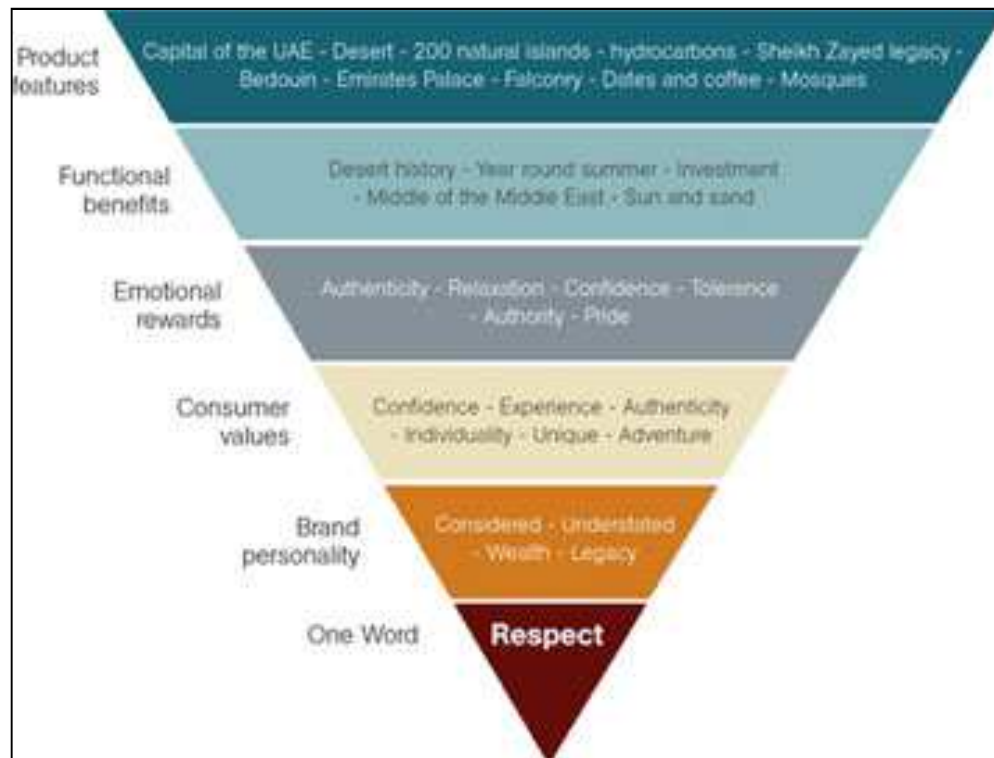 Product
features
Capital of the UAE - Desert - 200 natural islands - hydrocarbons - Sheikh Zayed legacy -
Bedouin - Emirates Palace - Falconry - Dates and coffee - Mosques
Functional
benefits
Desert history - Year round summer - Investment
- Middle of the Middle East - Sun and sand
Emotional
rewards
Authenticity - Relaxation - Confidence - Tolerence
- Authority - Pride
Consumer
values
Confidence - Experience - Authenticity
- Individuality - Unique - Adventure
Brand
personality
Considered - Understated
- Wealth - Legacy
One Word
Respect